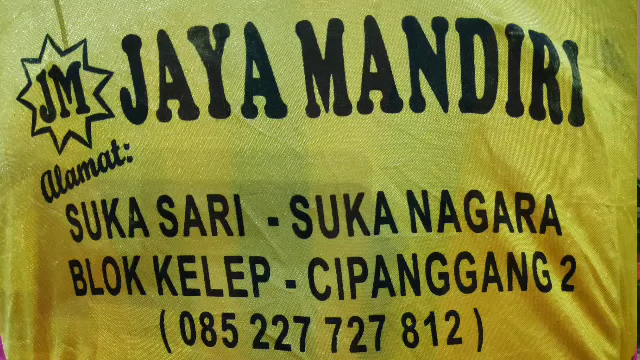 JM JAYA MANDIRI
Alamat:
SUKA SARI - SUKA NAGARA
BLOK KELEP - CIPANGGANG 2
( 085 227 727 812 )